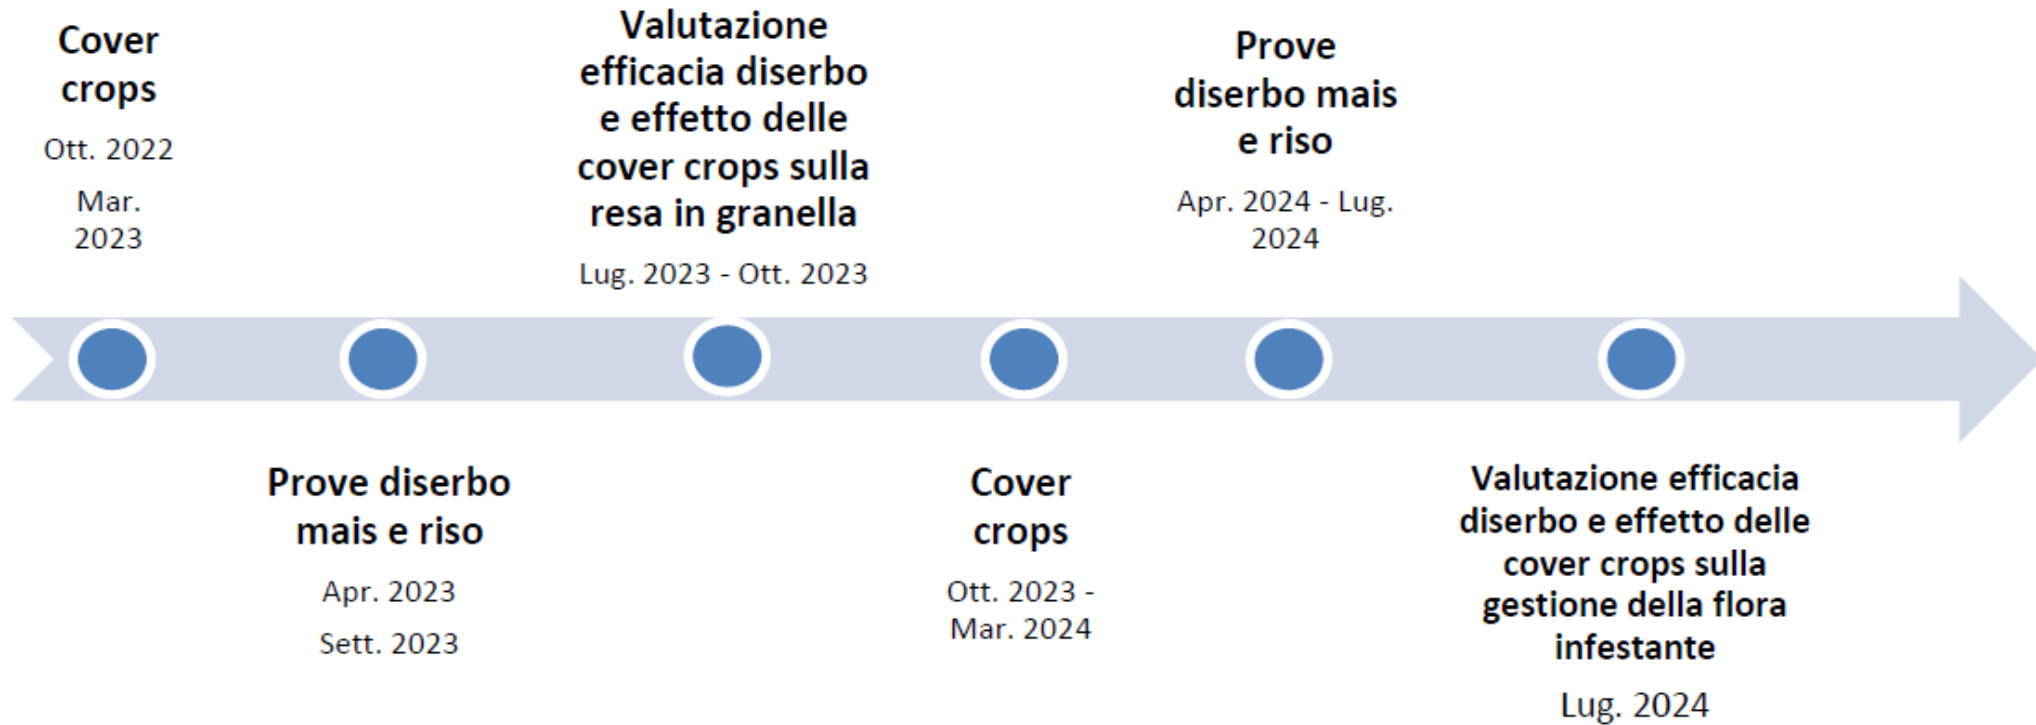 Cover
crops
Ott. 2022
Mar.
2023
Prove diserbo
mais e riso
Apr. 2023
Sett. 2023
Valutazione
efficacia diserbo
e effetto delle
cover crops sulla
resa in granella
Lug. 2023 - Ott. 2023
Cover
crops
Ott. 2023 -
Mar. 2024
Prove
diserbo mais
e riso
Apr. 2024 - Lug.
2024
Valutazione efficacia
diserbo e effetto delle
cover crops sulla
gestione della flora
infestante
Lug. 2024